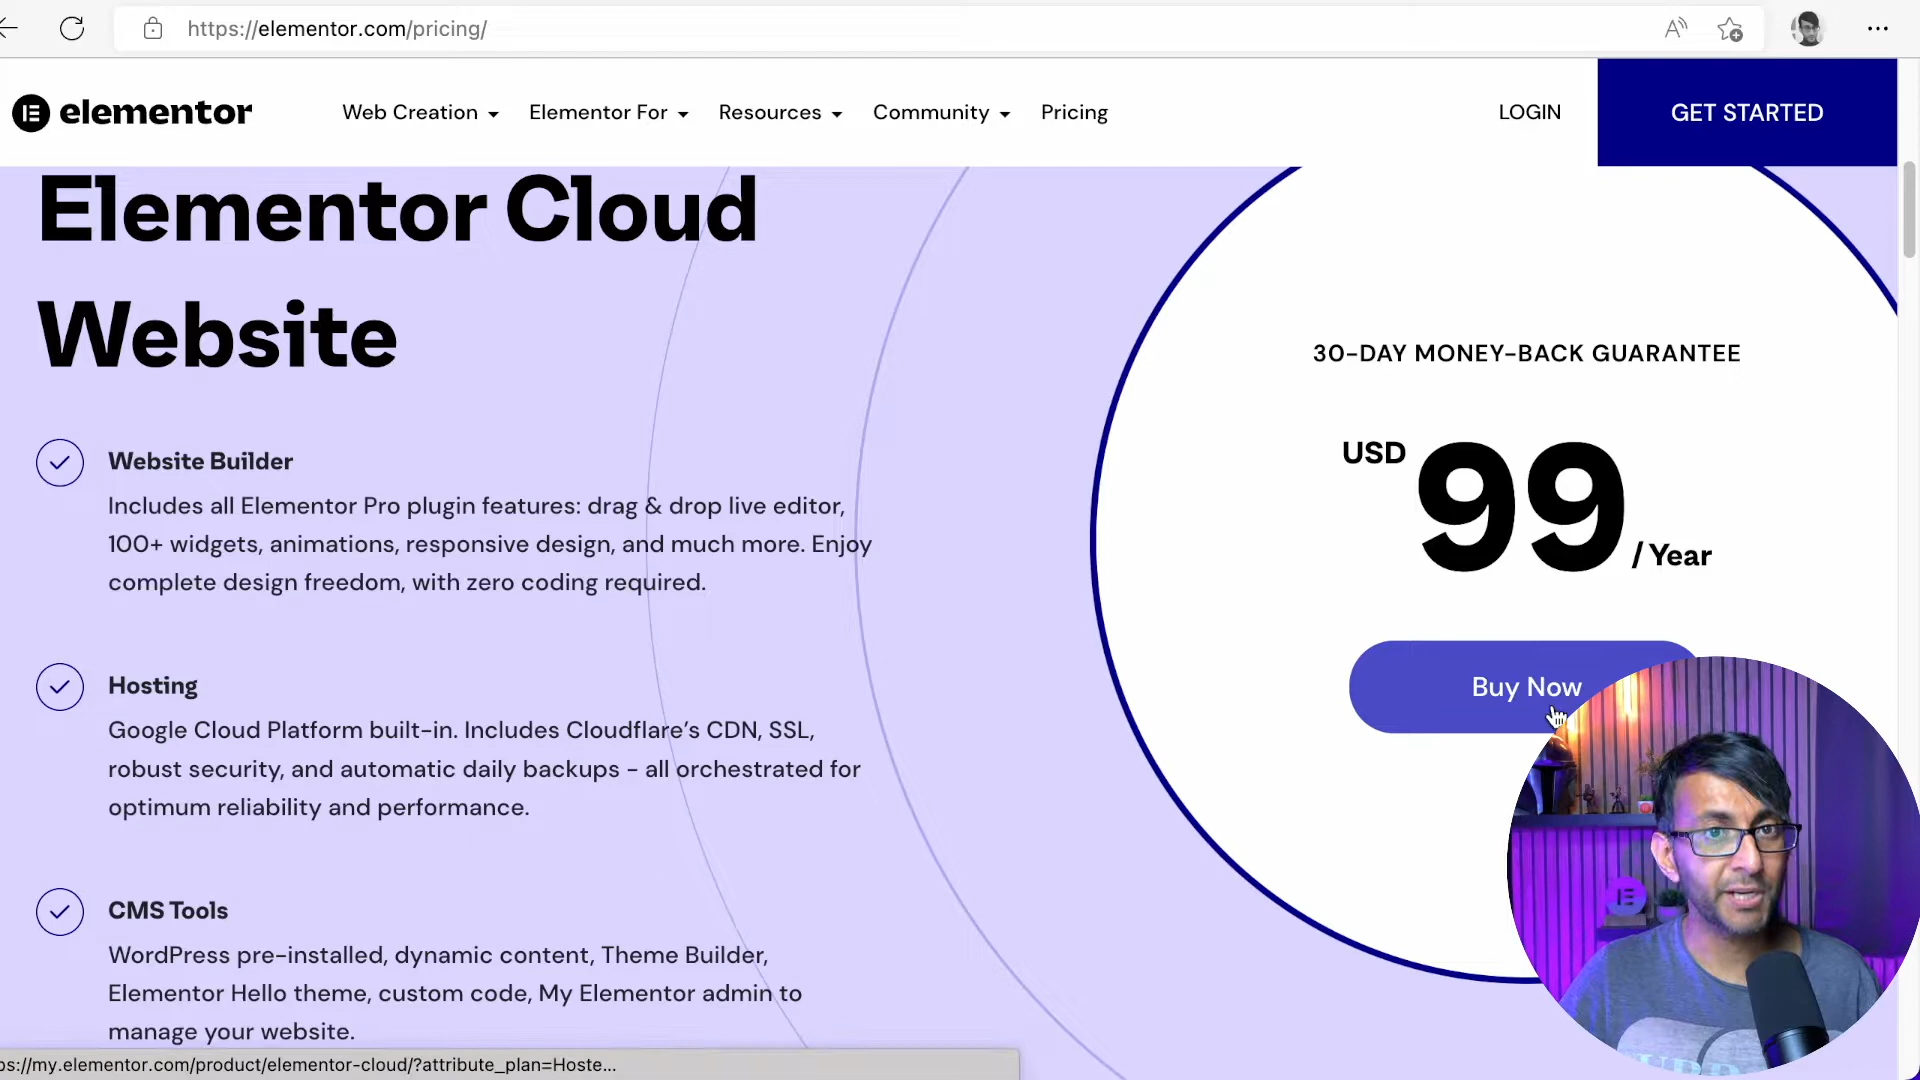 https://elementor.com/pricing/
elementor
Web Creation
Elementor For
Resources
Community
Pricing
LOGIN
GET STARTED
Elementor Cloud
Website
Website Builder
Includes all Elementor Pro plugin features: drag & drop live editor,
100+ widgets, animations, responsive design, and much more. Enjoy
complete design freedom, with zero coding required.
Hosting
Google Cloud Platform built-in. Includes Cloudflare’s CDN, SSL,
robust security, and automatic daily backups - all orchestrated for
optimum reliability and performance.
CMS Tools
WordPress pre-installed, dynamic content, Theme Builder,
Elementor Hello theme, custom code, My Elementor admin to
manage your website.
30-DAY MONEY-BACK GUARANTEE
USD 99 / Year
Buy Now
ps://my.elementor.com/product/elementor-cloud/?attribute_plan=Hoste...